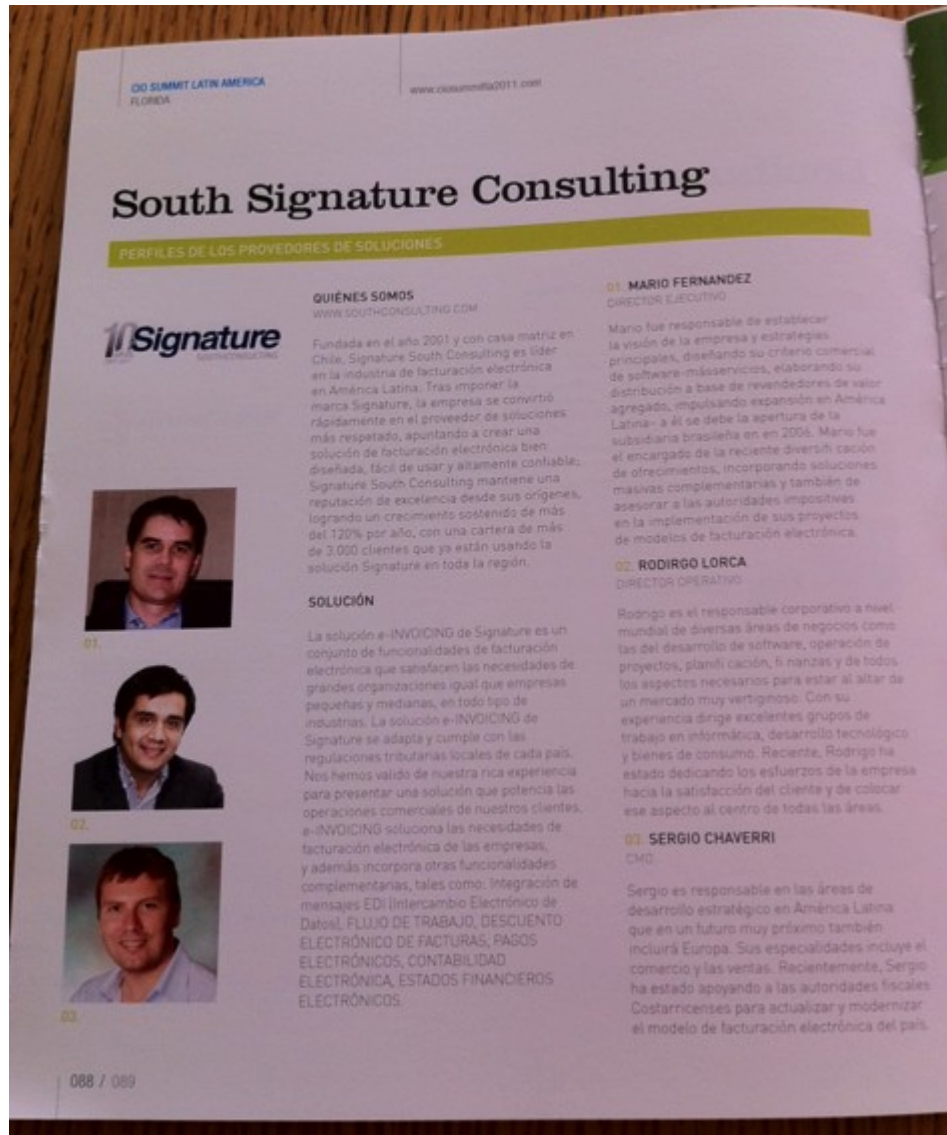 CIO SUMMIT LATIN AMERICA
FLORIDA
www.ciosummitla2011.com
South Signature Consulting
PERFILES DE LOS PROVEDORES DE SOLUCIONES
10 Signature
SOUTHCONSULTING
01.
02.
03.
QUIÉNES SOMOS
WWW.SOUTHCONSULTING.COM
Fundada en el año 2001 y con casa matriz en
Chile, Signature South Consulting es líder
en la industria de facturación electrónica
en América Latina. Tras imponer la
marca Signature, la empresa se convirtió
rápidamente en el proveedor de soluciones
más respetado, apuntando a crear una
solución de facturación electrónica bien
diseñada, fácil de usar y altamente confiable;
Signature South Consulting mantiene una
reputación de excelencia desde sus orígenes,
logrando un crecimiento sostenido de más
del 120% por año, con una cartera de más
de 3.000 clientes que ya están usando la
solución Signature en toda la región.
SOLUCIÓN
La solución e-INVOICING de Signature es un
conjunto de funcionalidades de facturación
electrónica que satisfacen las necesidades de
grandes organizaciones igual que empresas
pequeñas y medianas, en todo tipo de
industrias. La solución e-INVOICING de
Signature se adapta y cumple con las
regulaciones tributarias locales de cada país.
Nos hemos valido de nuestra rica experiencia
para presentar una solución que potencia las
operaciones comerciales de nuestros clientes.
e-INVOICING soluciona las necesidades de
facturación electrónica de las empresas,
y además incorpora otras funcionalidades
complementarias, tales como: Integración de
mensajes EDI (Intercambio Electrónico de
Datos), FLUJO DE TRABAJO, DESCUENTO
ELECTRÓNICO DE FACTURAS, PAGOS
ELECTRÓNICOS, CONTABILIDAD
ELECTRÓNICA, ESTADOS FINANCIEROS
ELECTRÓNICOS.
01. MARIO FERNANDEZ
DIRECTOR EJECUTIVO
Mario fue responsable de establecer
la visión de la empresa y estrategias
principales, diseñando su criterio comercial
de software-másservicios, elaborando su
distribución a base de revendedores de valor
agregado, impulsando expansión en América
Latina- a él se debe la apertura de la
subsidiaria brasileña en en 2006. Mario fue
el encargado de la reciente diversifi cación
de ofrecimientos, incorporando soluciones
masivas complementarias y también de
asesorar a las autoridades impositivas
en la implementación de sus proyectos
de modelos de facturación electrónica.
02. RODIRGO LORCA
DIRECTOR OPERATIVO
Rodrigo es el responsable corporativo a nivel
mundial de diversas áreas de negocios como
las del desarrollo de software, operación de
proyectos, planifi cación, fi nanzas y de todos
los aspectos necesarios para estar al altar de
un mercado muy vertiginoso. Con su
experiencia dirige excelentes grupos de
trabajo en informática, desarrollo tecnológico
y bienes de consumo. Reciente, Rodrigo ha
estado dedicando los esfuerzos de la empresa
hacia la satisfacción del cliente y de colocar
ese aspecto al centro de todas las áreas.
03. SERGIO CHAVERRI
CMO
Sergio es responsable en las áreas de
desarrollo estratégico en América Latina
que en un futuro muy próximo también
incluirá Europa. Sus especialidades incluye el
comercio y las ventas. Recientemente, Sergio
ha estado apoyando a las autoridades fiscales
Costarricenses para actualizar y modernizar
el modelo de facturación electrónica del país.
088 / 089